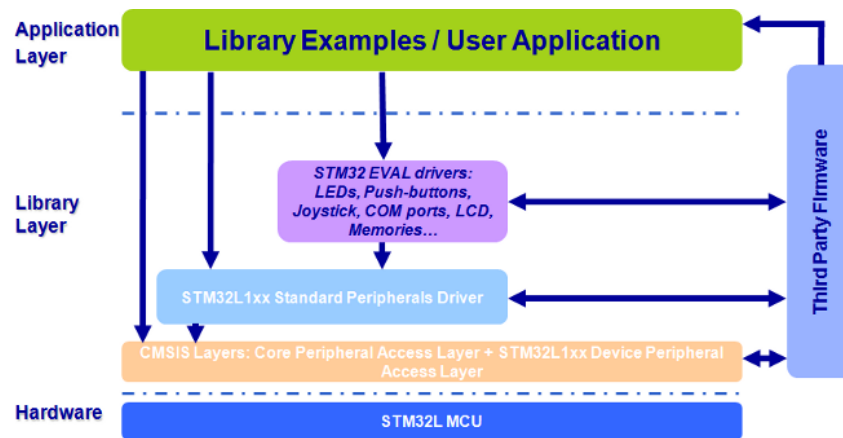 Application
Layer
Library Examples / User Application
STM32 EVAL drivers:
LEDs, Push-buttons,
Joystick, COM ports, LCD,
Memories…
Library
Layer
STM32L1xx Standard Peripherals Driver
CMSIS Layers: Core Peripheral Access Layer + STM32L1xx Device Peripheral
Access Layer
Third Party Firmware
Hardware
STM32L MCU